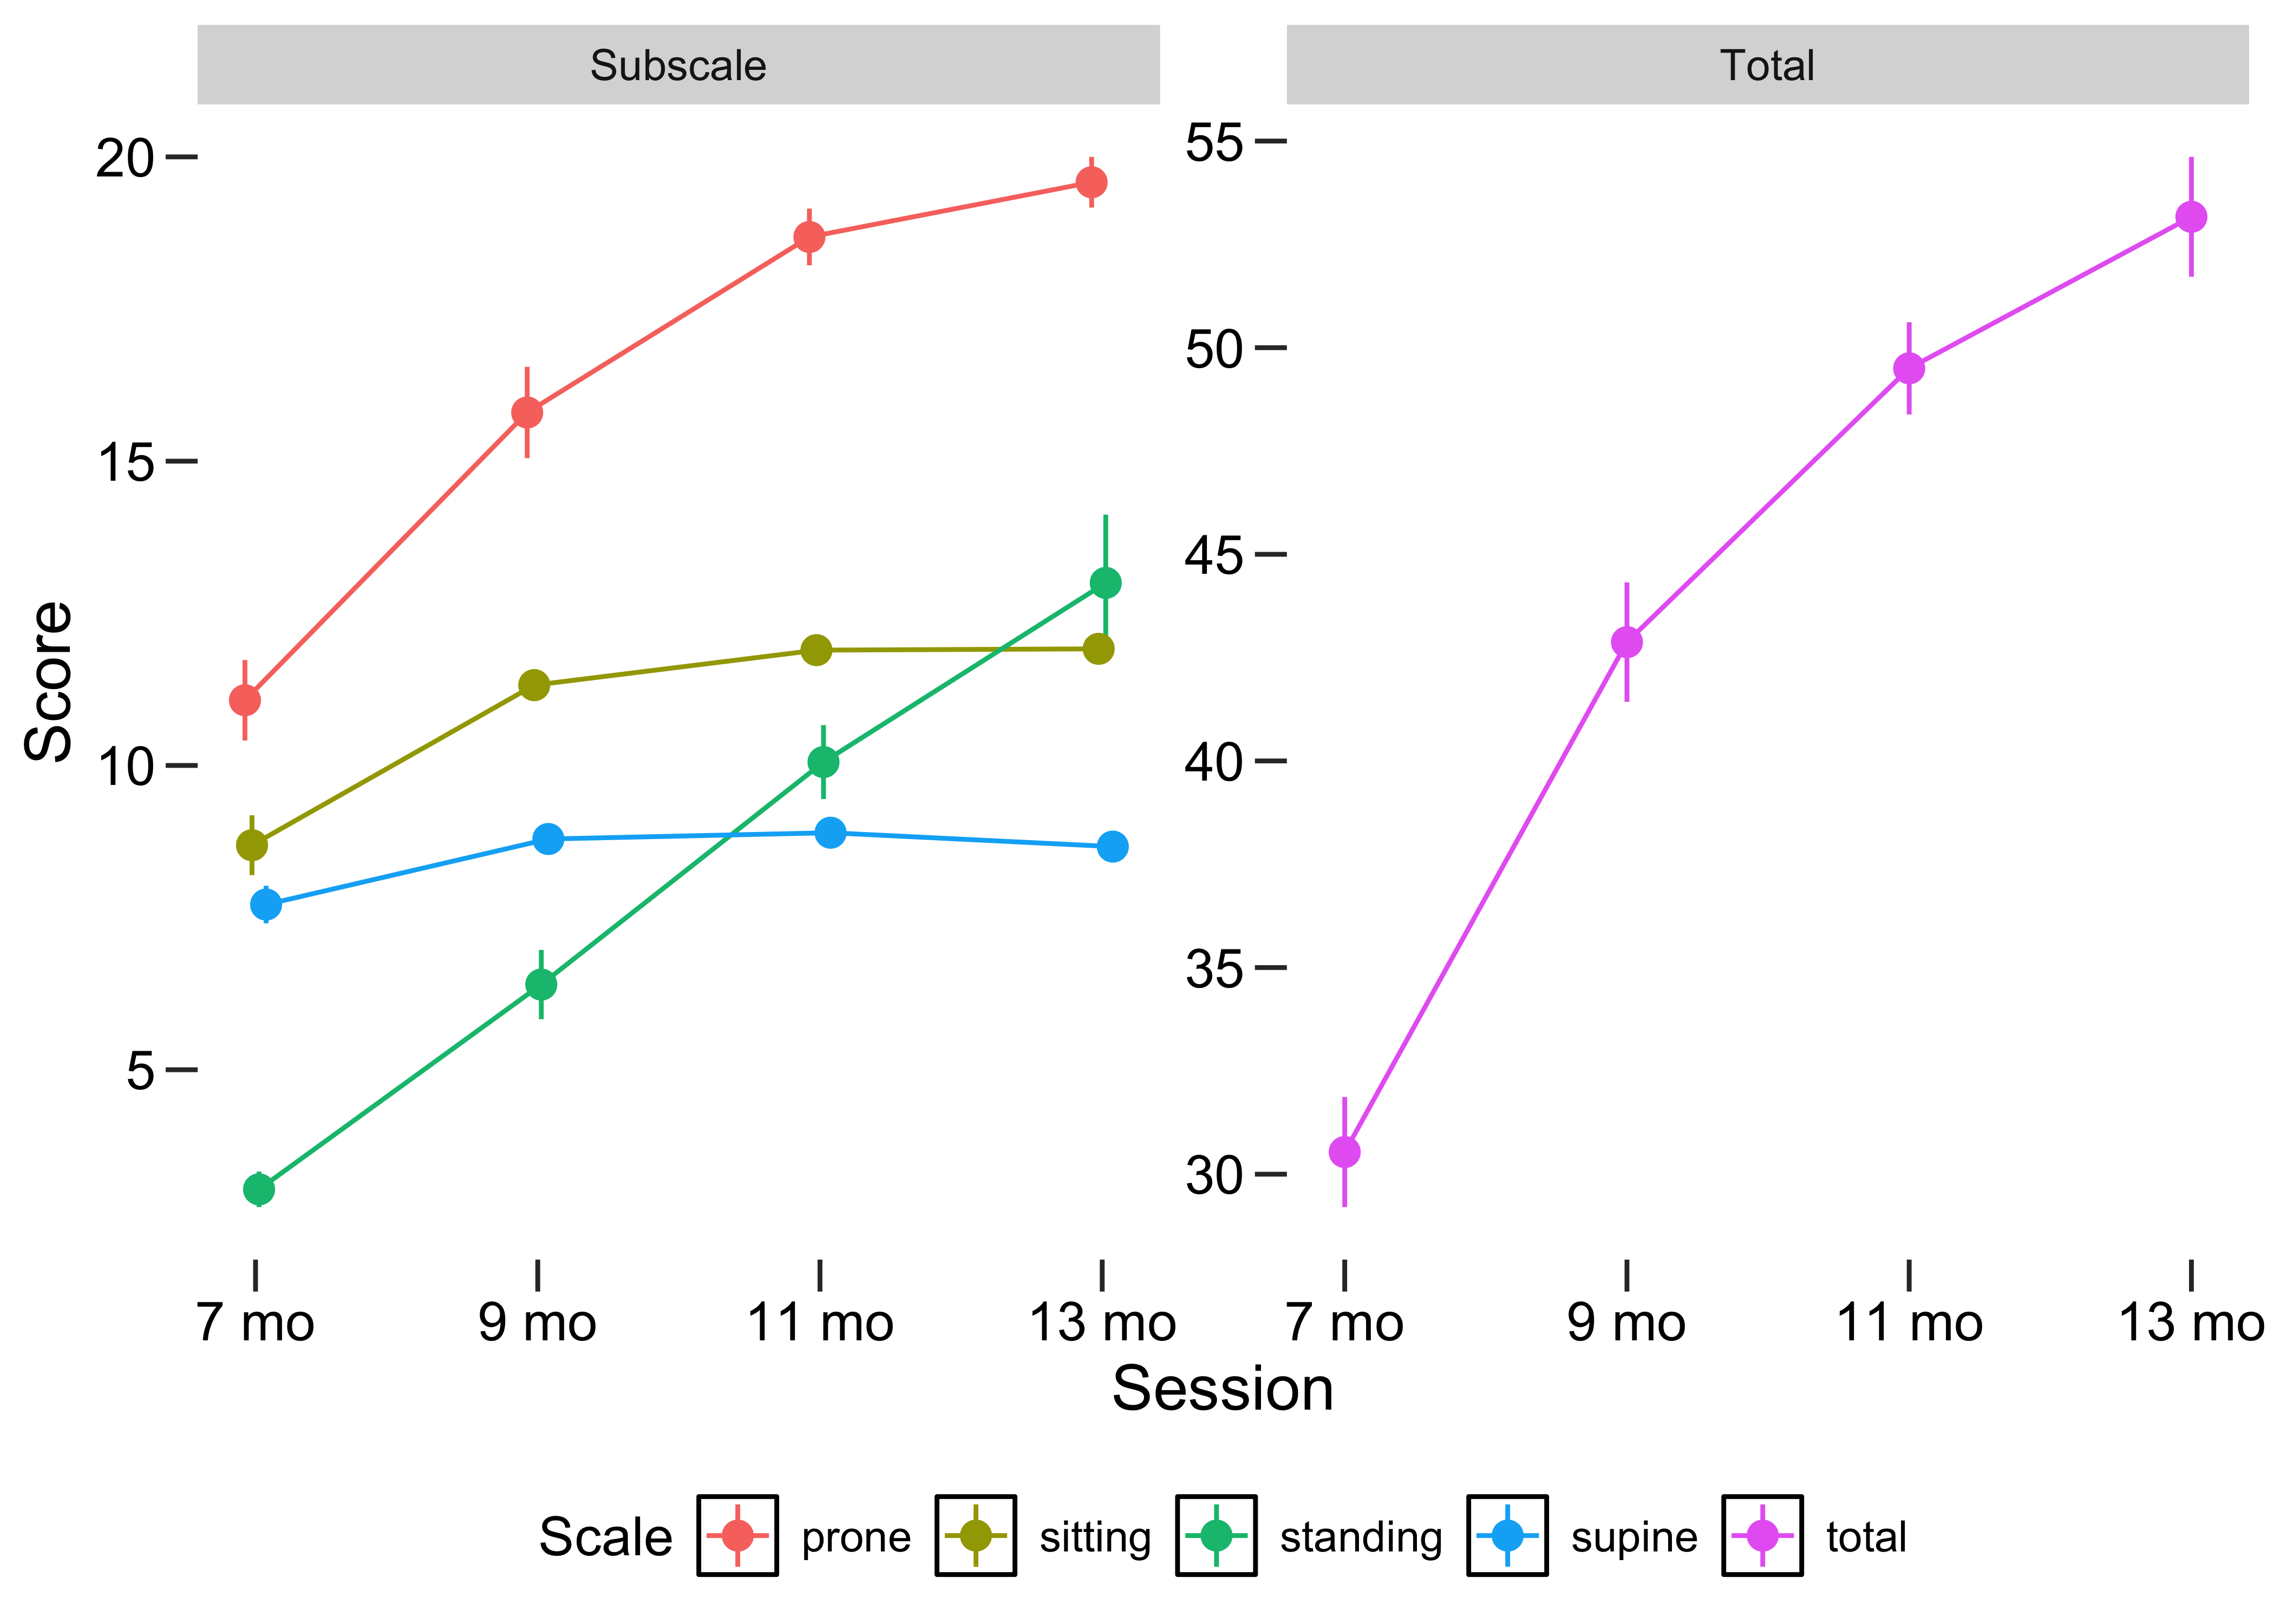 Subscale
Total
20
15
10
5
55
50
45
40
35
30
Score
7 mo 9 mo 11 mo 13 mo
7 mo 9 mo 11 mo 13 mo
Session
Scale prone sitting standing supine total